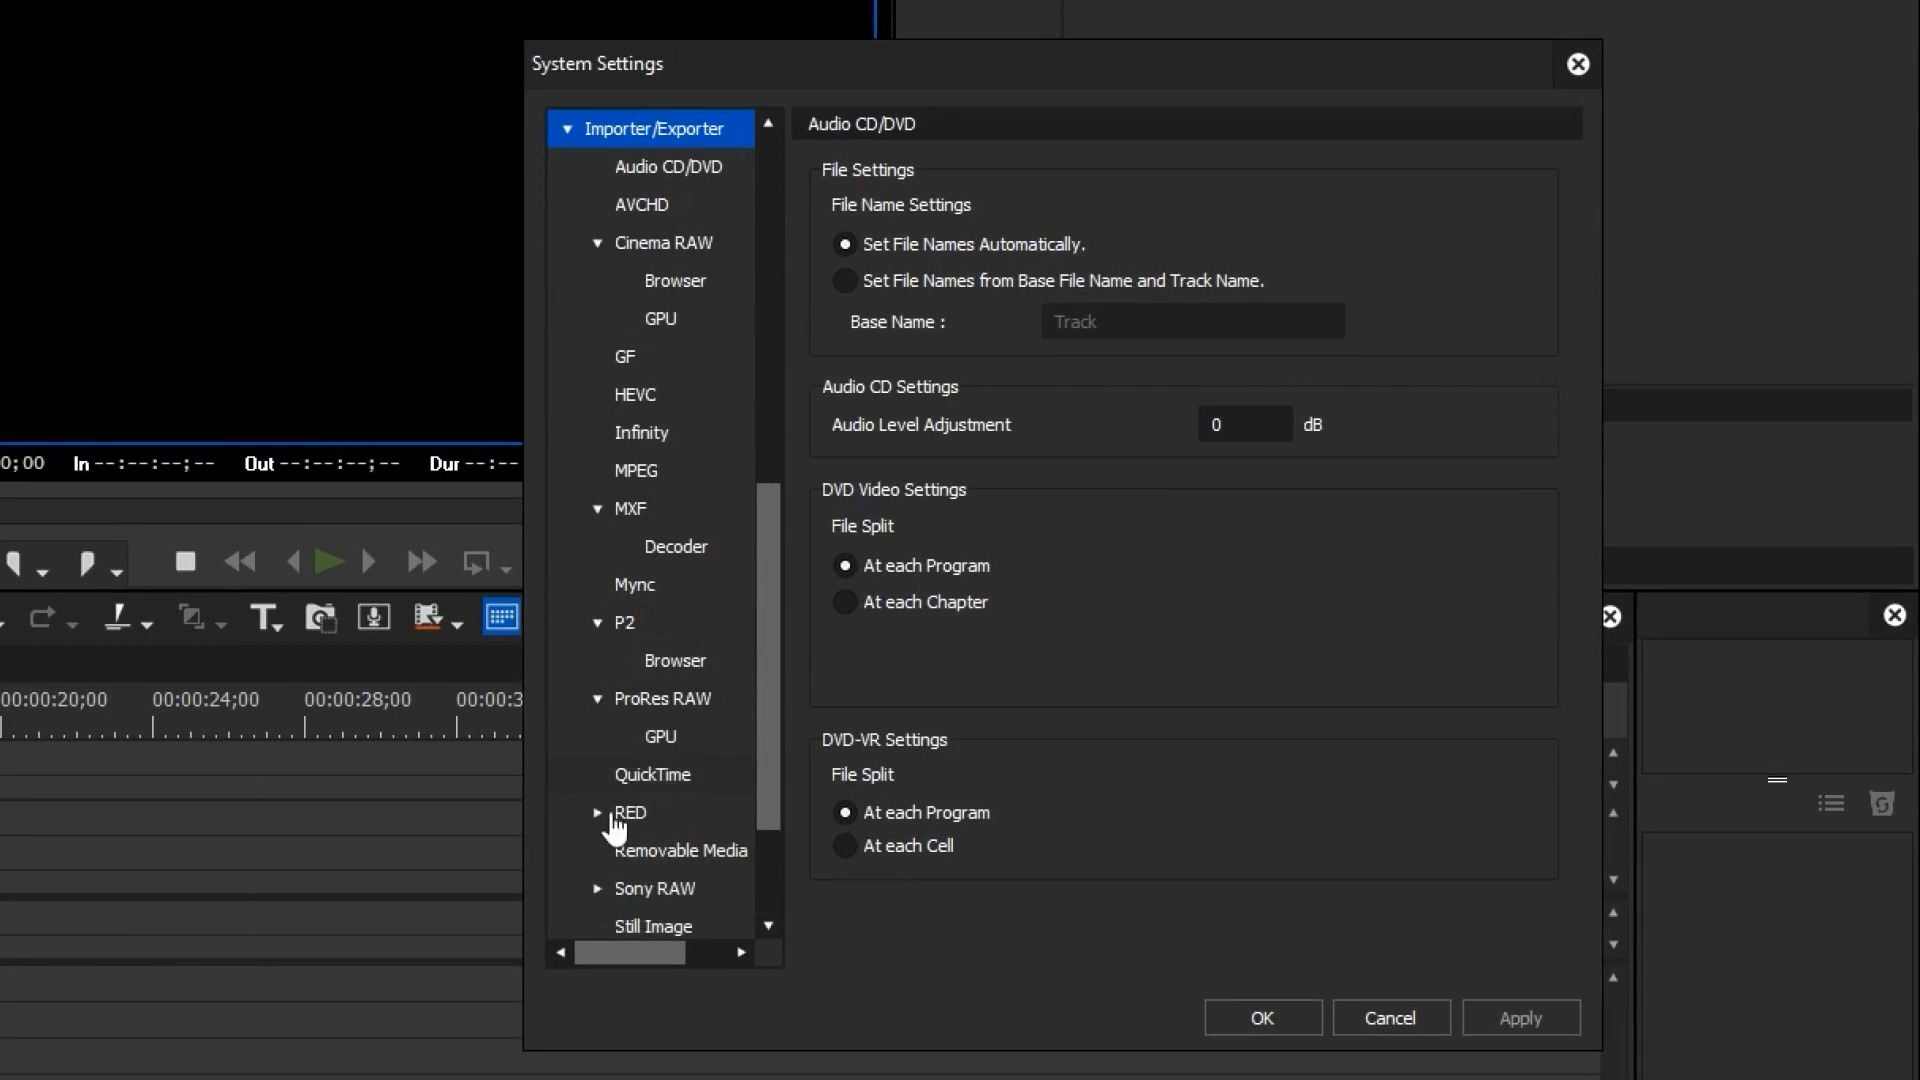 System Settings
Importer/Exporter
Audio CD/DVD
AVCHD
Cinema RAW
Browser
GPU
GF
HEVC
Infinity
MPEG
MXF
Decoder
Mync
P2
Browser
ProRes RAW
GPU
QuickTime
RED
Removable Media
Sony RAW
Still Image
Audio CD/DVD
File Settings
File Name Settings
Set File Names Automatically.
Set File Names from Base File Name and Track Name.
Base Name : Track
Audio CD Settings
Audio Level Adjustment 0 dB
DVD Video Settings
File Split
At each Program
At each Chapter
DVD-VR Settings
File Split
At each Program
At each Cell
OK Cancel Apply
0;00 In --:--:--;-- Out --:--:--;-- Dur --:--
00:00:20;00 00:00:24;00 00:00:28;00 00:00:3